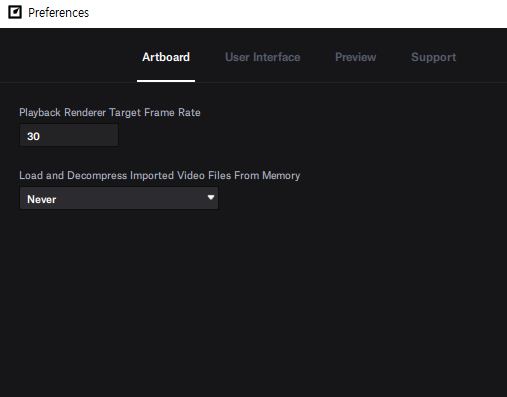 Preferences
Artboard User Interface Preview Support
Playback Renderer Target Frame Rate
30
Load and Decompress Imported Video Files From Memory
Never